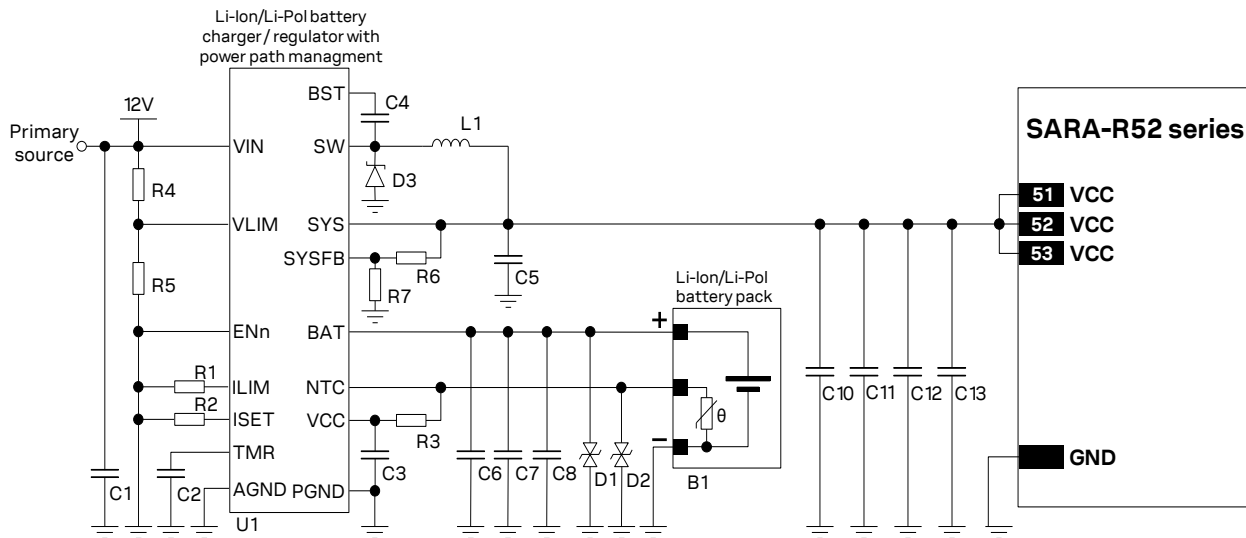 Li-Ion/Li-Pol battery
charger / regulator with
power path managment
12V
Primary
source
VIN
BST
C4
SW
L1
R4
D3
VLIM
SYS
SYSFB
R6
R7
C5
R5
ENn
BAT
R1
ILIM
NTC
R2
ISET
VCC
R3
TMR
C3
C1
C2
AGND
PGND
U1
C6
C7
C8
D1
D2
Li-Ion/Li-Pol
battery pack
+
θ
–
B1
C10
C11
C12
C13
SARA-R52 series
51 VCC
52 VCC
53 VCC
GND